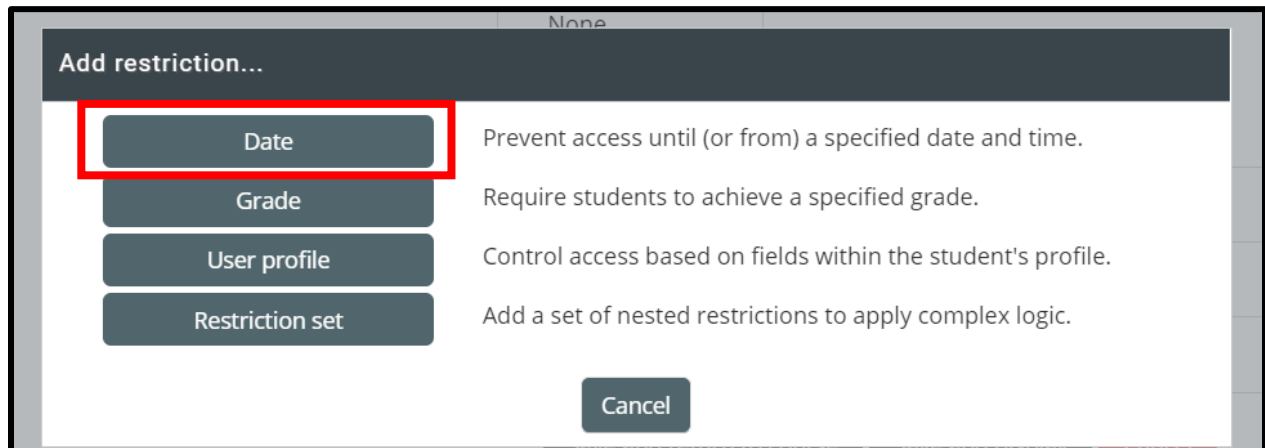 None
Add restriction...
Date Prevent access until (or from) a specified date and time.
Grade Require students to achieve a specified grade.
User profile Control access based on fields within the student's profile.
Restriction set Add a set of nested restrictions to apply complex logic.
Cancel